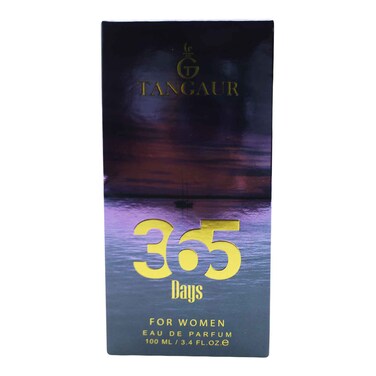 TANGAUR
365
Days
FOR WOMEN
EAU DE PARFUM
100 ML / 3.4 FL.OZ.℮